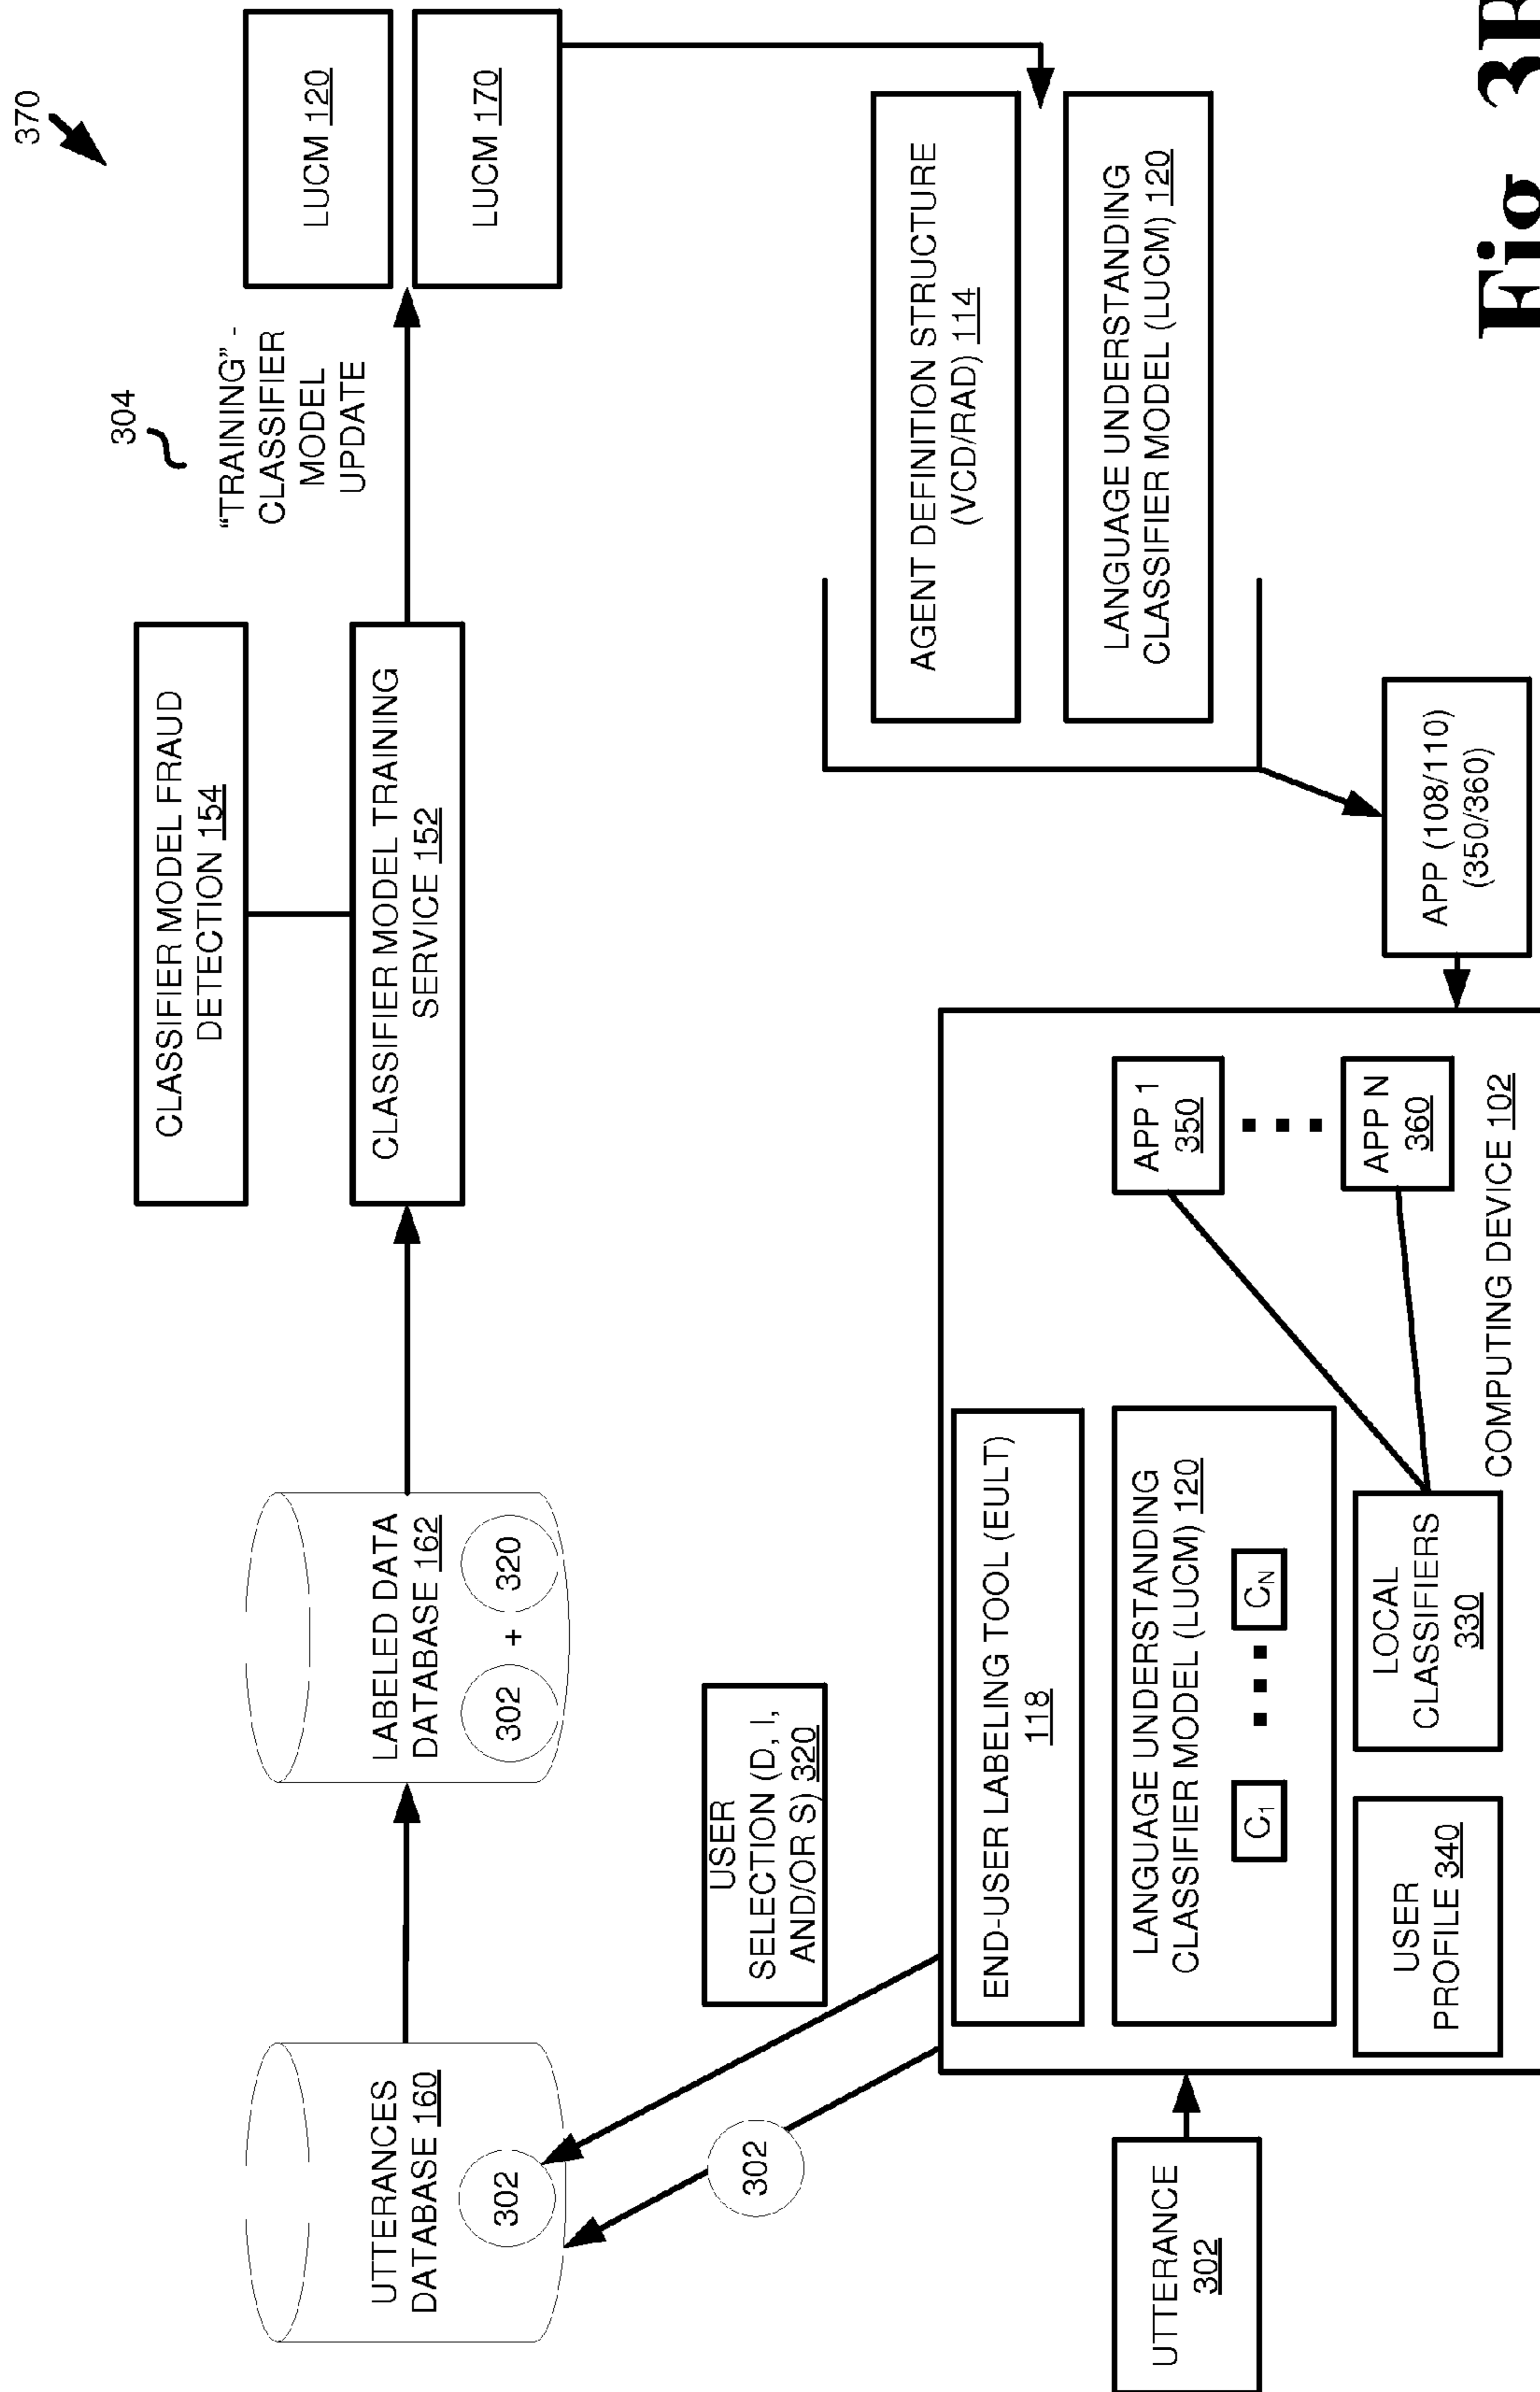 370
304
"TRAINING" -
CLASSIFIER
MODEL
UPDATE
LUCM 120
LUCM 170
CLASSIFIER MODEL FRAUD
DETECTION 154
CLASSIFIER MODEL TRAINING
SERVICE 152
LABELED DATA
DATABASE 162
302 + 320
UTTERANCES
DATABASE 160
302
302
USER
SELECTION (D, I,
AND/OR S) 320
AGENT DEFINITION STRUCTURE
(VCD/RAD) 114
LANGUAGE UNDERSTANDING
CLASSIFIER MODEL (LUCM) 120
APP (108/110)
(350/360)
END-USER LABELING TOOL (EULT)
118
LANGUAGE UNDERSTANDING
CLASSIFIER MODEL (LUCM) 120
C1
CN
USER
PROFILE 340
LOCAL
CLASSIFIERS
330
APP 1
350
APP N
360
COMPUTING DEVICE 102
UTTERANCE
302